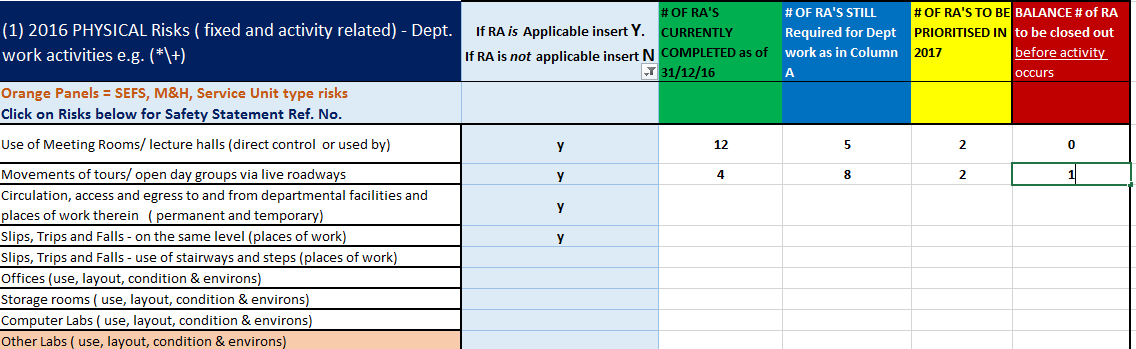 (1) 2016 PHYSICAL Risks ( fixed and activity related) - Dept.
work activities e.g. (*\+)
If RA is Applicable insert Y.
If RA is not applicable insert N
# OF RA'S
CURRENTLY
COMPLETED as of
31/12/16
# OF RA'S STILL
Required for Dept
work as in Column
A
# OF RA'S TO BE
PRIORITISED IN
2017
BALANCE # of RA
to be closed out
before activity
occurs
Orange Panels = SEFS, M&H, Service Unit type risks
Click on Risks below for Safety Statement Ref. No.
Use of Meeting Rooms/ lecture halls (direct control or used by) y 12 5 2 0
Movements of tours/ open day groups via live roadways y 4 8 2 1
Circulation, access and egress to and from departmental facilities and
places of work therein ( permanent and temporary) y
Slips, Trips and Falls - on the same level (places of work) y
Slips, Trips and Falls - use of stairways and steps (places of work)
Offices (use, layout, condition & environs)
Storage rooms ( use, layout, condition & environs)
Computer Labs ( use, layout, condition & environs)
Other Labs ( use, layout, condition & environs)